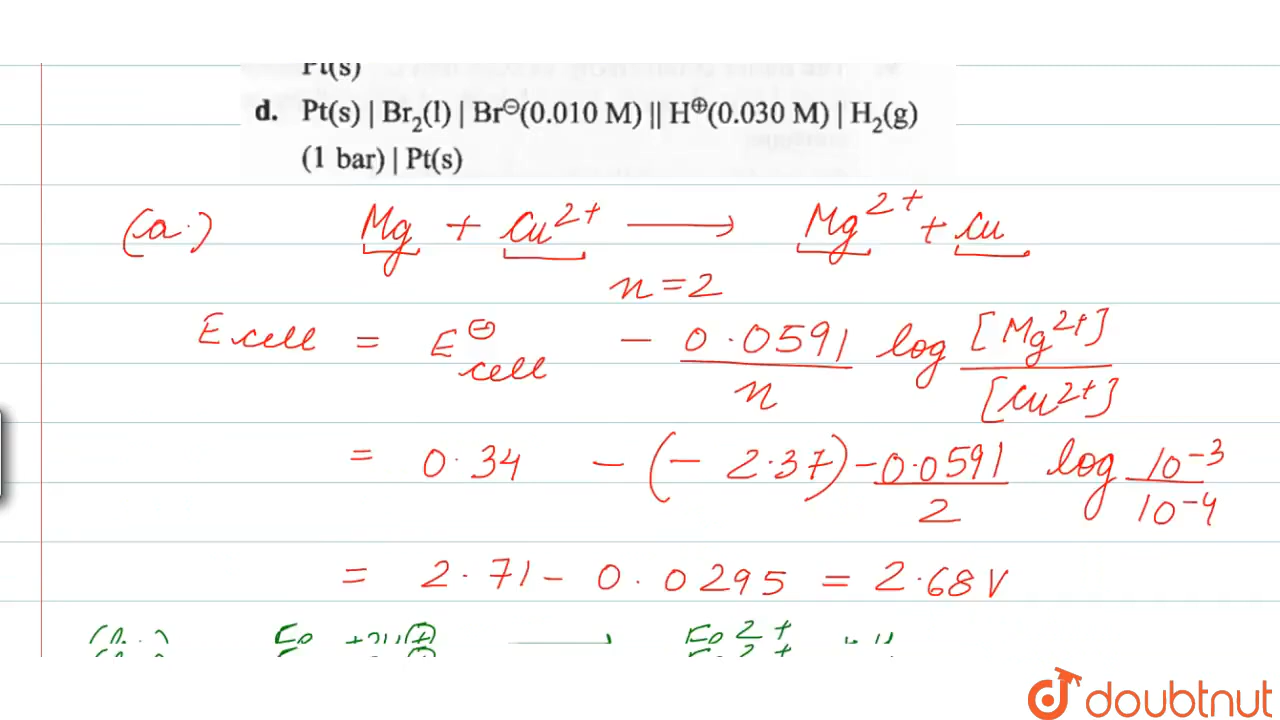 Pt(s)
d. Pt(s) | Br₂(l) | Br⊖(0.010 M) || H⊕(0.030 M) | H₂(g)
(1 bar) | Pt(s)
(a.) Mg + Cu²⁺ ⟶ Mg²⁺ + Cu
n = 2
E cell = E⊖cell − 0.0591/n log [Mg²⁺]/[Cu²⁺]
= 0.34 − (− 2.37) − 0.0591/2 log 10⁻³/10⁻⁴
= 2.71 − 0.0295 = 2.68 V
doubtnut